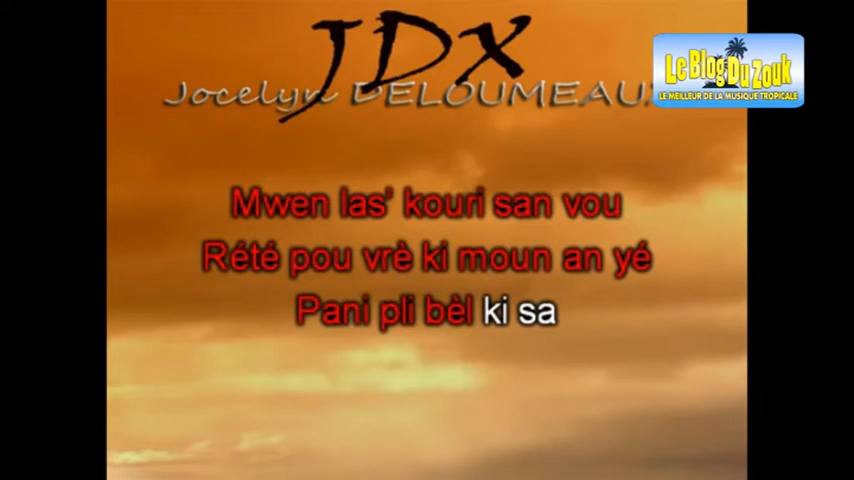 JDX
Jocelyn DELOUMEAUX
Le Blog Du Zouk
LE MEILLEUR DE LA MUSIQUE TROPICALE
Mwen las' kouri san vou
Rété pou vrè ki moun an yé
Pani pli bèl ki sa